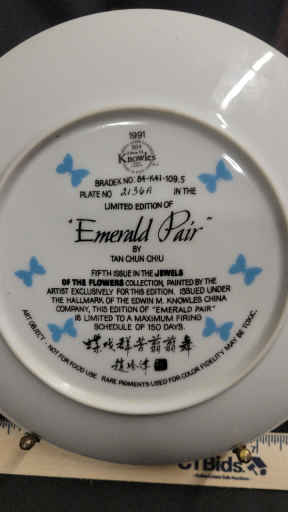 1991
Knowles
BRADEX NO. 84-K41-109.5
PLATE NO 2136A IN THE
LIMITED EDITION OF
"Emerald Pair"
BY
TAN CHUN CHIU
FIFTH ISSUE IN THE JEWELS
OF THE FLOWERS COLLECTION, PAINTED BY THE
ARTIST EXCLUSIVELY FOR THIS EDITION. ISSUED UNDER
THE HALLMARK OF THE EDWIN M. KNOWLES CHINA
COMPANY, THIS EDITION OF "EMERALD PAIR"
IS LIMITED TO A MAXIMUM FIRING
SCHEDULE OF 150 DAYS.
ART OBJECT - NOT FOR FOOD USE. RARE PIGMENTS USED FOR COLOR FIDELITY MAY BE TOXIC.
CTBids